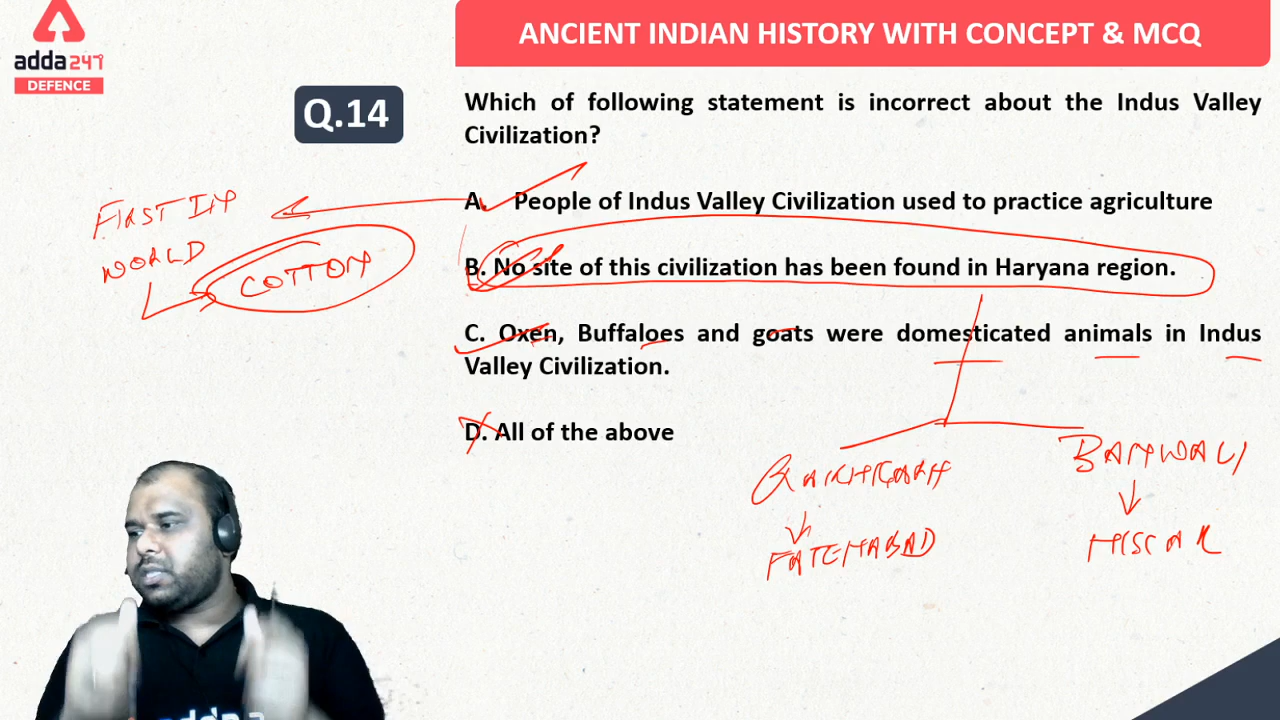 adda247
DEFENCE
ANCIENT INDIAN HISTORY WITH CONCEPT & MCQ
Q.14
Which of following statement is incorrect about the Indus Valley
Civilization?
A. People of Indus Valley Civilization used to practice agriculture
FIRST IN
WORLD
COTTON
B. No site of this civilization has been found in Haryana region.
C. Oxen, Buffaloes and goats were domesticated animals in Indus
Valley Civilization.
D. All of the above
BANWALI
FATEHABAD
HISCAR